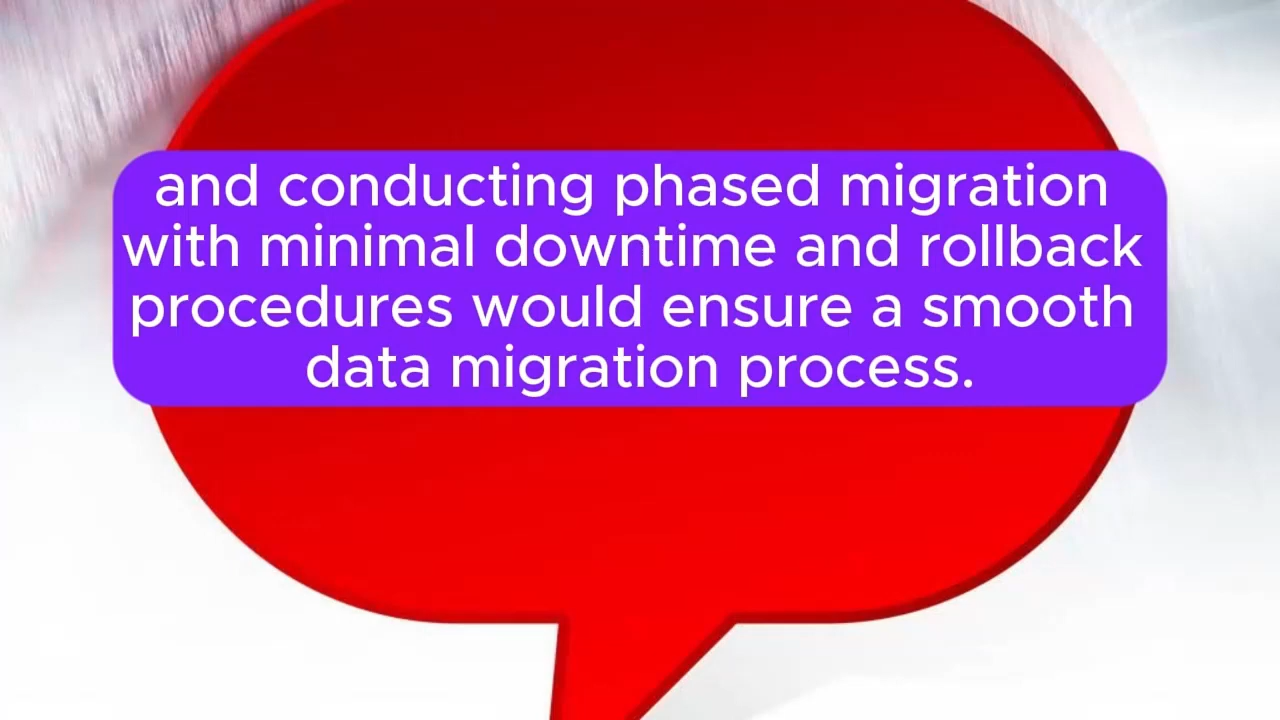 and conducting phased migration
with minimal downtime and rollback
procedures would ensure a smooth
data migration process.